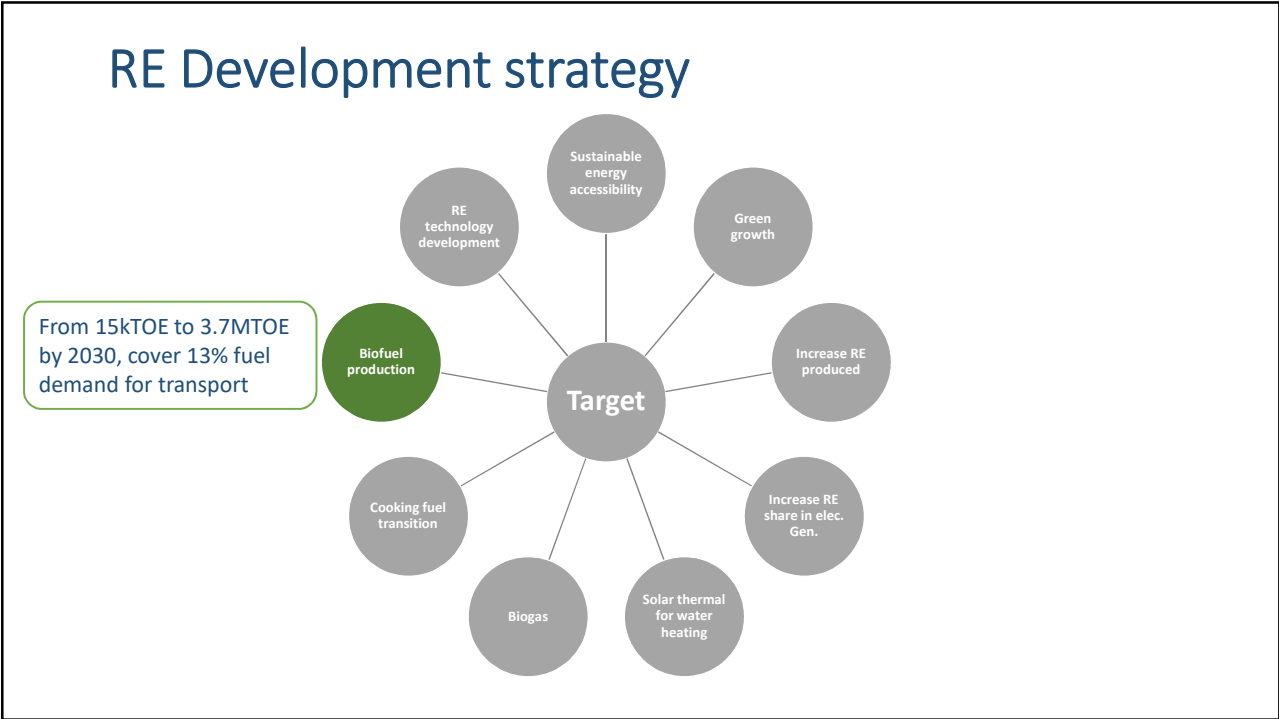 RE Development strategy
Sustainable
energy
accessibility
Green
growth
Increase RE
produced
Increase RE
share in elec.
Gen.
Solar thermal
for water
heating
Biogas
Cooking fuel
transition
Biofuel
production
RE
technology
development
Target
From 15kTOE to 3.7MTOE
by 2030, cover 13% fuel
demand for transport